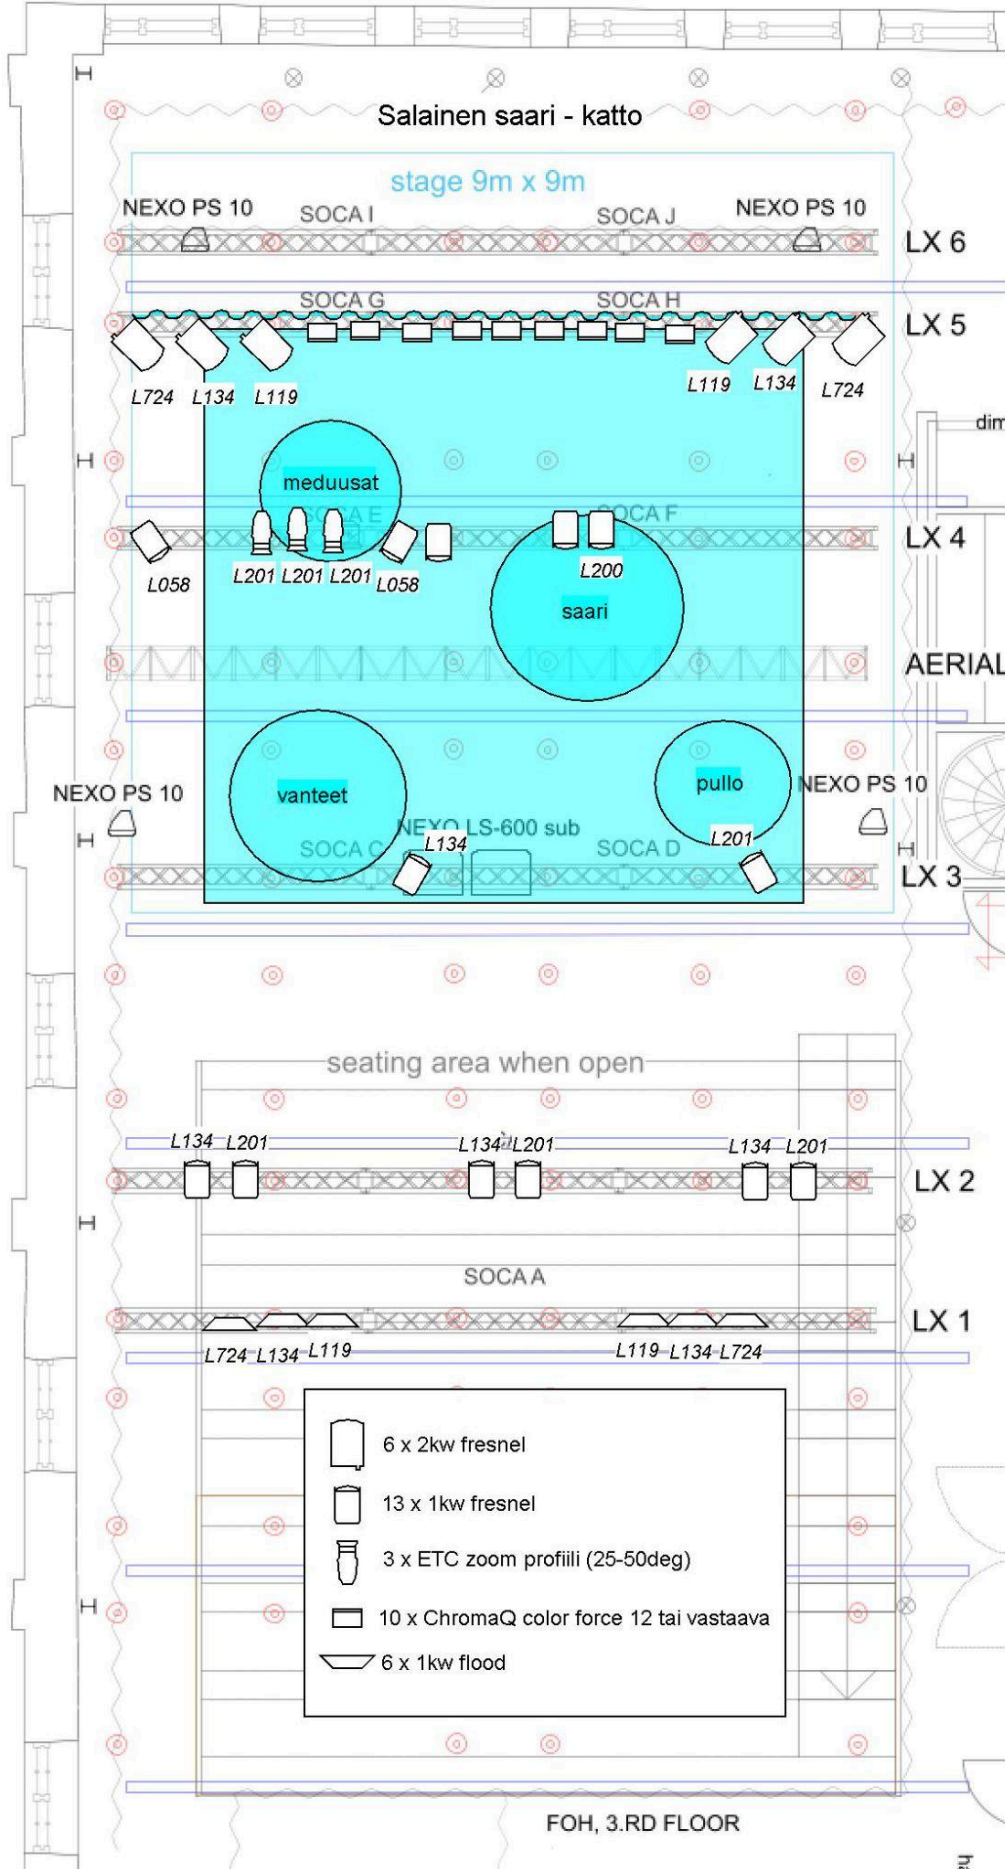 Salainen saari - katto
stage 9m x 9m
NEXO PS 10
SOCA I
SOCA J
NEXO PS 10
LX 6
SOCA G
SOCA H
LX 5
L724
L134
L119
L119
L134
L724
dim
meduusat
SOCA E
SOCA F
LX 4
L058
L201
L201
L201
L058
L200
saari
AERIAL
vanteet
pullo
NEXO PS 10
NEXO PS 10
NEXO LS-600 sub
L134
L201
SOCA C
SOCA D
LX 3
seating area when open
L134
L201
L134
L201
L134
L201
LX 2
SOCA A
LX 1
L724
L134
L119
L119
L134
L724
6 x 2kw fresnel
13 x 1kw fresnel
3 x ETC zoom profiili (25-50deg)
10 x ChromaQ color force 12 tai vastaava
6 x 1kw flood
FOH, 3.RD FLOOR